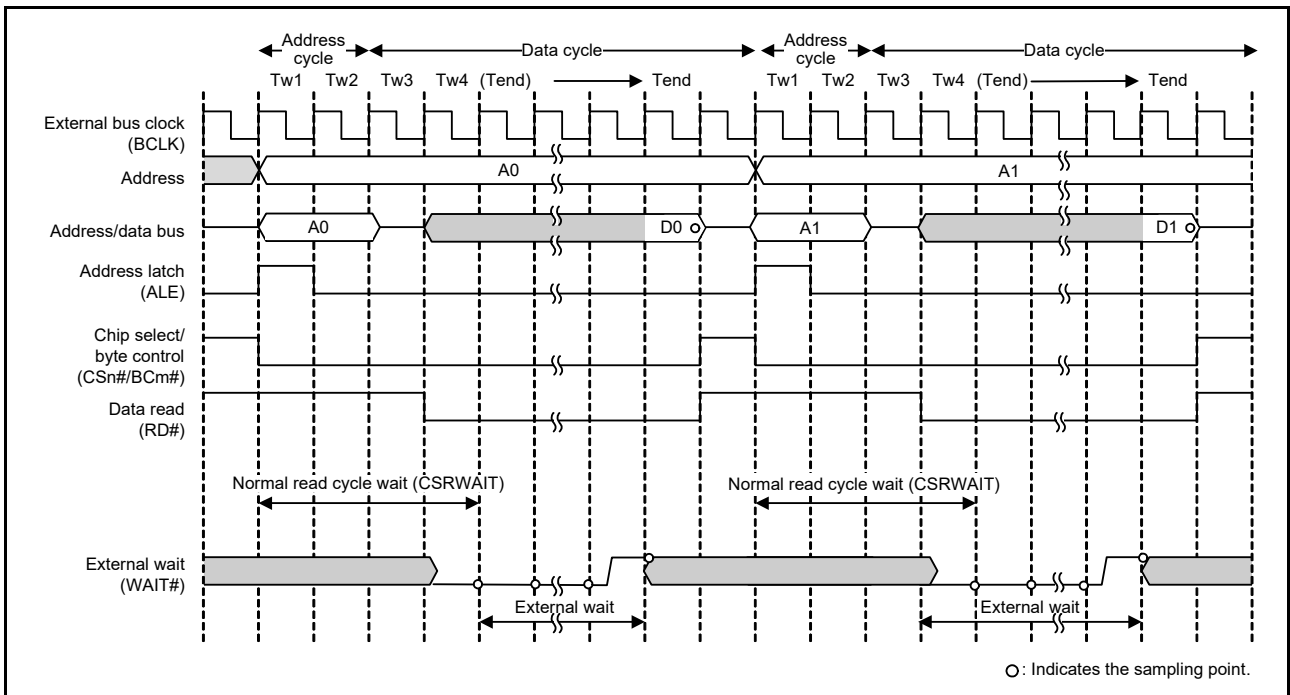 Address cycle
Data cycle
Address cycle
Data cycle
Tw1 Tw2 Tw3 Tw4 (Tend) Tend Tw1 Tw2 Tw3 Tw4 (Tend) Tend
External bus clock
(BCLK)
Address
A0
A1
Address/data bus
A0
D0
A1
D1
Address latch
(ALE)
Chip select/
byte control
(CSn#/BCm#)
Data read
(RD#)
Normal read cycle wait (CSRWAIT)
Normal read cycle wait (CSRWAIT)
External wait
(WAIT#)
External wait
External wait
: Indicates the sampling point.